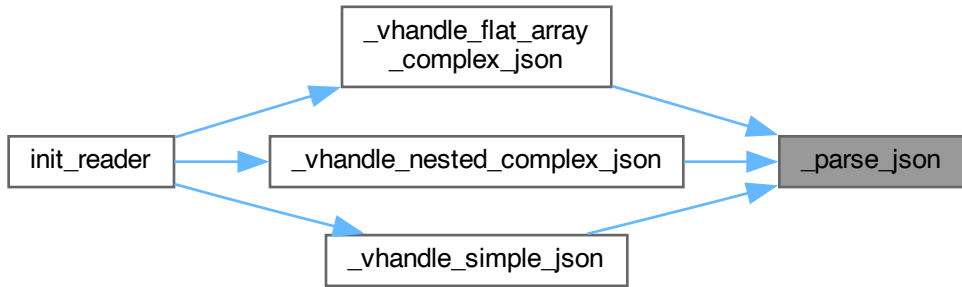 _vhandle_flat_array
_complex_json
init_reader
_vhandle_nested_complex_json
_parse_json
_vhandle_simple_json